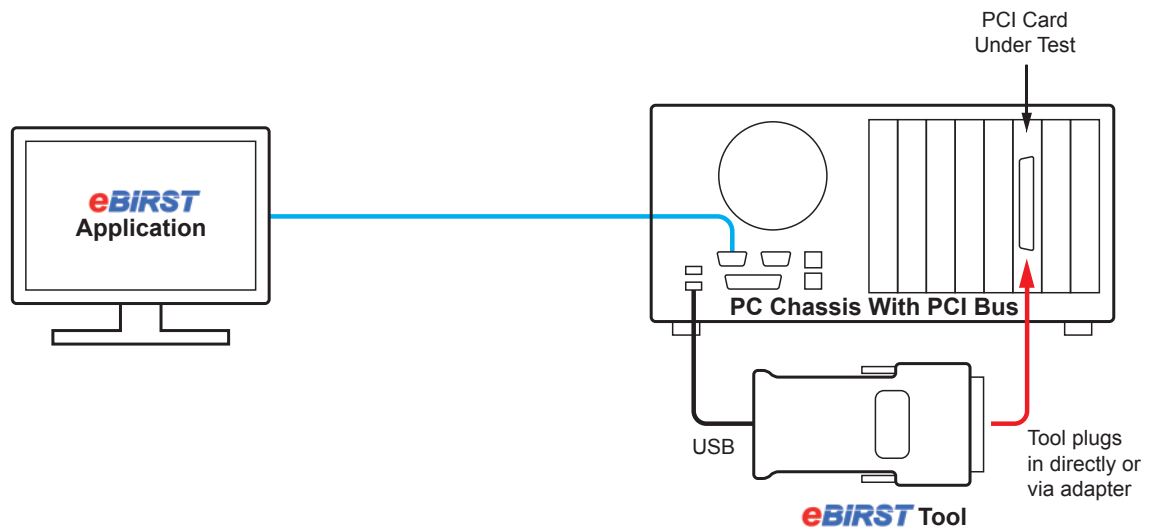 PCI Card
Under Test
eBIRST
Application
PC Chassis With PCI Bus
USB
Tool plugs
in directly or
via adapter
eBIRST Tool